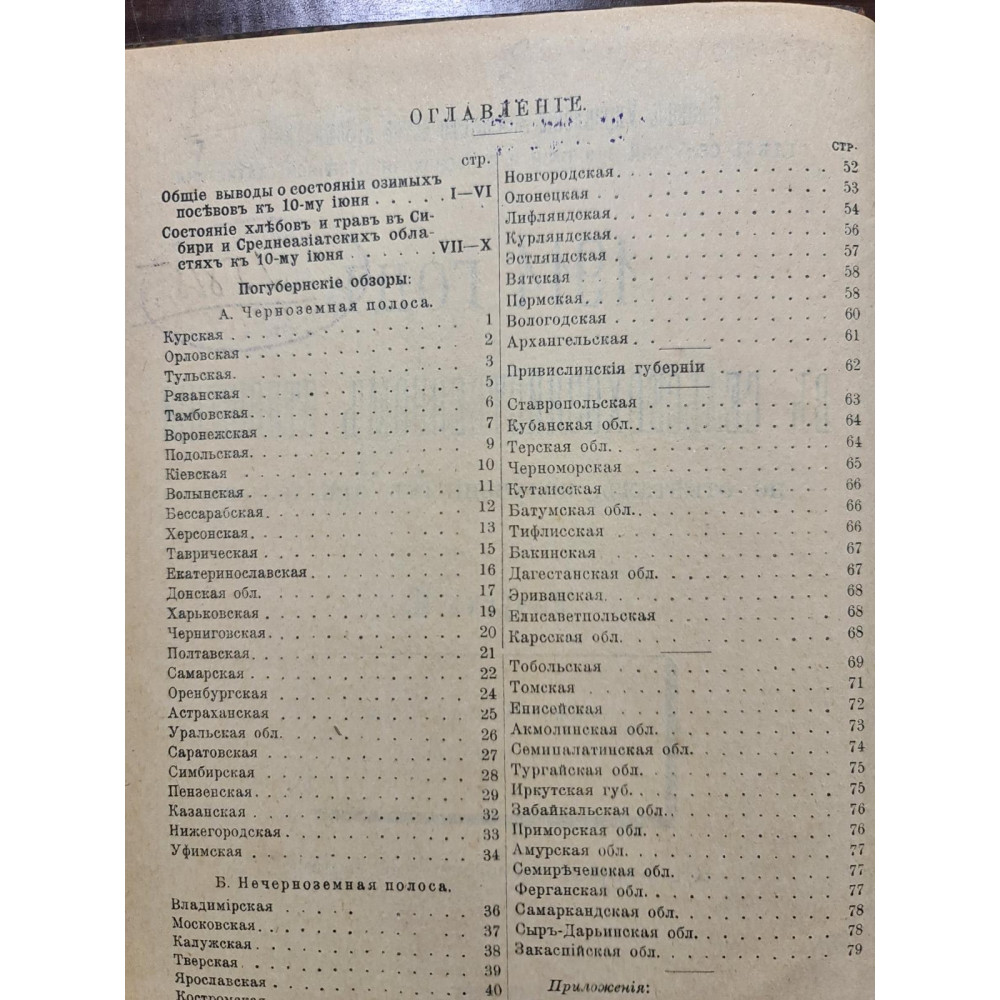 ОГЛАВЛЕНІЕ.
стр.
Общіе выводы о состояніи озимыхъ
посѣвовъ къ 10-му іюня . . . . . I—VI
Состояніе хлѣбовъ и травъ въ Си-
бири и Среднеазіатскихъ обла-
стяхъ къ 10-му іюня . . . . . . VII—X
Погубернскіе обзоры:
А. Черноземная полоса.
Курская . . . . . . . . . . 1
Орловская . . . . . . . . . . 2
Тульская . . . . . . . . . . 3
Рязанская . . . . . . . . . . 5
Тамбовская . . . . . . . . . . 6
Воронежская . . . . . . . . . . 7
Подольская . . . . . . . . . . 9
Кіевская . . . . . . . . . . 10
Волынская . . . . . . . . . . 11
Бессарабская . . . . . . . . . . 12
Херсонская . . . . . . . . . . 13
Таврическая . . . . . . . . . . 15
Екатеринославская . . . . . . . . 16
Донская обл. . . . . . . . . . 17
Харьковская . . . . . . . . . . 19
Черниговская . . . . . . . . . . 20
Полтавская . . . . . . . . . . 21
Самарская . . . . . . . . . . 22
Оренбургская . . . . . . . . . . 24
Астраханская . . . . . . . . . . 25
Уральская обл. . . . . . . . . . 26
Саратовская . . . . . . . . . . 27
Симбирская . . . . . . . . . . 28
Пензенская . . . . . . . . . . 29
Казанская . . . . . . . . . . 32
Нижегородская . . . . . . . . . . 33
Уфимская . . . . . . . . . . 34
Б. Нечерноземная полоса.
Владимірская . . . . . . . . . . 36
Московская . . . . . . . . . . 37
Калужская . . . . . . . . . . 38
Тверская . . . . . . . . . . 39
Ярославская . . . . . . . . . . 40
Костромская
СТР.
Новгородская . . . . . . . . . . 52
Олонецкая . . . . . . . . . . 53
Лифляндская . . . . . . . . . . 54
Курляндская . . . . . . . . . . 56
Эстляндская . . . . . . . . . . 57
Вятская . . . . . . . . . . 58
Пермская . . . . . . . . . . 58
Вологодская . . . . . . . . . . 60
Архангельская . . . . . . . . . . 61
Привислинскія губерніи . . . . . . 62
Ставропольская . . . . . . . . . . 63
Кубанская обл. . . . . . . . . . 64
Терская обл. . . . . . . . . . 64
Черноморская . . . . . . . . . . 65
Кутаисская . . . . . . . . . . 66
Батумская обл. . . . . . . . . . 66
Тифлисская . . . . . . . . . . 66
Бакинская . . . . . . . . . . 67
Дагестанская обл. . . . . . . . . 67
Эриванская . . . . . . . . . . 68
Елисаветпольская . . . . . . . . . 68
Карсская обл. . . . . . . . . . 68
Тобольская . . . . . . . . . . 69
Томская . . . . . . . . . . 71
Енисейская . . . . . . . . . . 72
Акмолинская обл. . . . . . . . . 73
Семипалатинская обл. . . . . . . . 74
Тургайская обл. . . . . . . . . . 75
Иркутская губ. . . . . . . . . . 75
Забайкальская обл. . . . . . . . . 76
Приморская обл. . . . . . . . . . 76
Амурская обл. . . . . . . . . . 77
Семирѣченская обл. . . . . . . . . 77
Ферганская обл. . . . . . . . . . 77
Самаркандская обл. . . . . . . . . 78
Сыръ-Дарьинская обл. . . . . . . . 78
Закаспійская обл. . . . . . . . . 79
Приложенія: